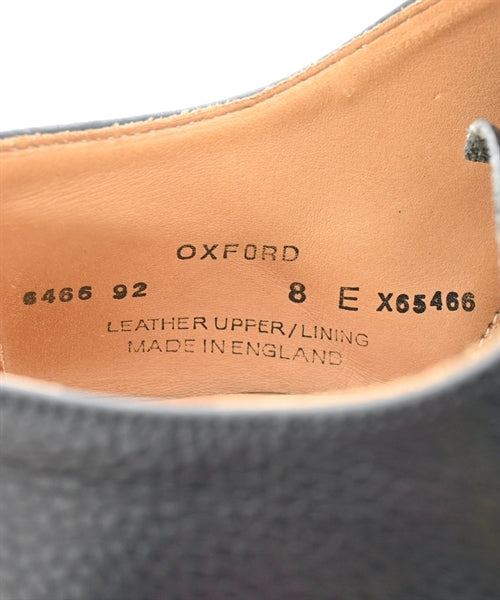 OXFORD
6466 92 8 E X65466
LEATHER UPPER/LINING
MADE IN ENGLAND